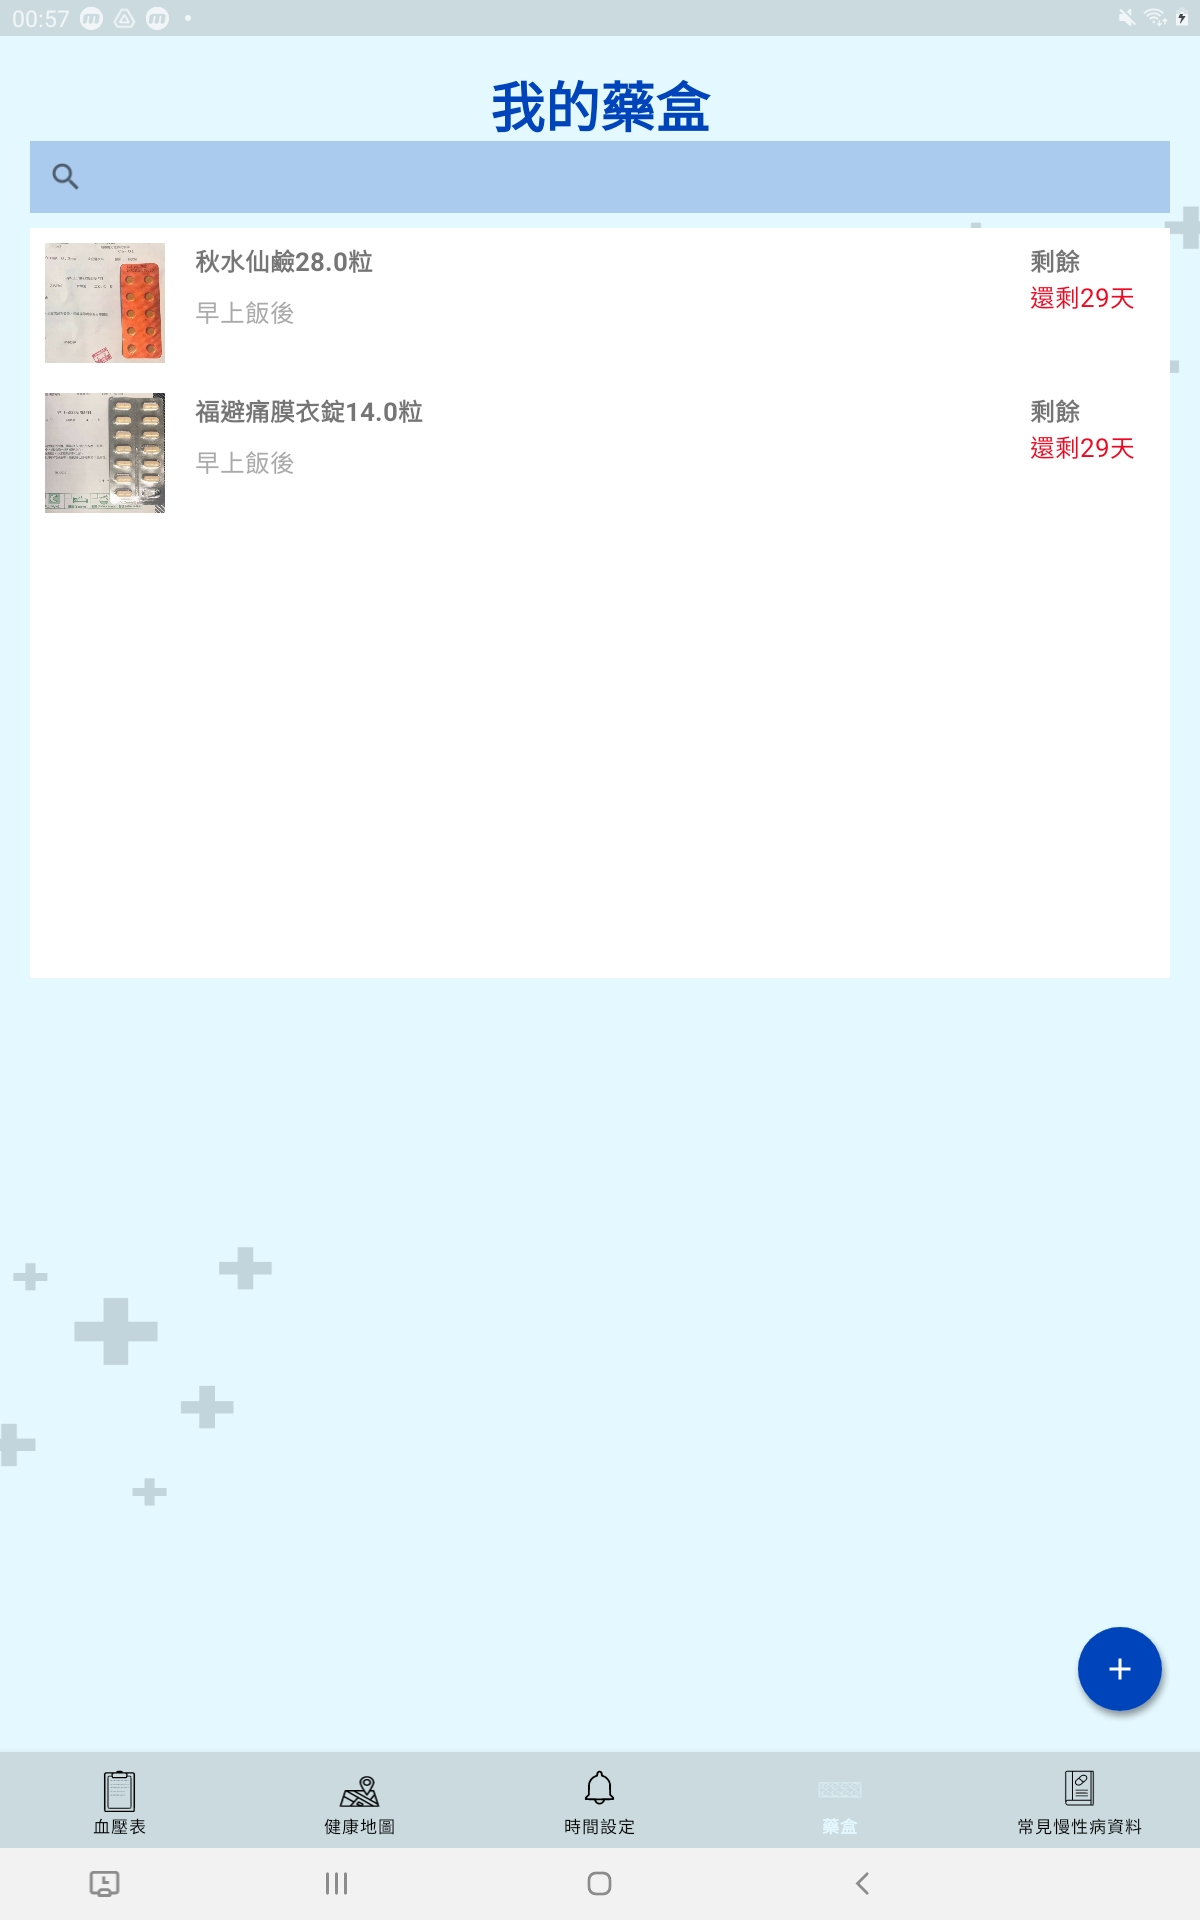 00:57
我的藥盒
秋水仙鹼28.0粒
早上飯後
剩餘
還剩29天
福避痛膜衣錠14.0粒
早上飯後
剩餘
還剩29天
血壓表
健康地圖
時間設定
藥盒
常見慢性病資料